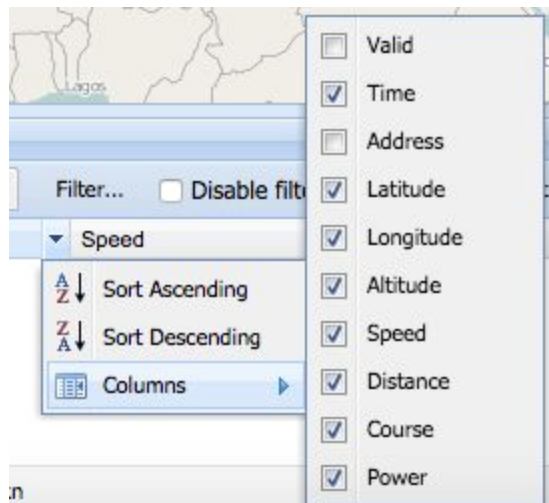 Lagos
Filter...
Disable filt
Speed
Sort Ascending
Sort Descending
Columns
Valid
Time
Address
Latitude
Longitude
Altitude
Speed
Distance
Course
Power